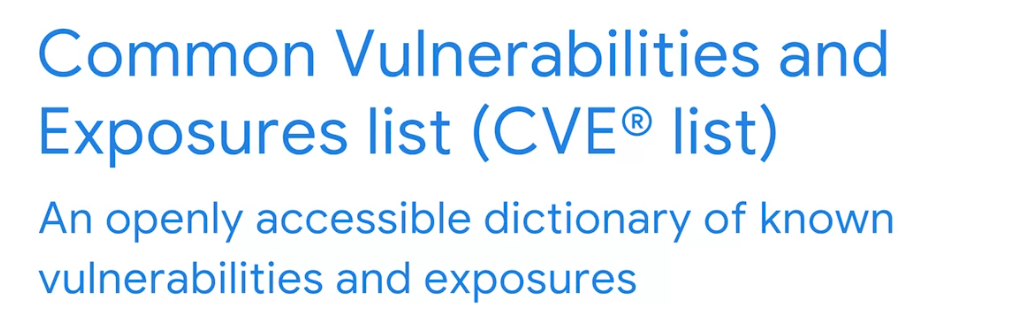 Common Vulnerabilities and
Exposures list (CVE® list)
An openly accessible dictionary of known
vulnerabilities and exposures